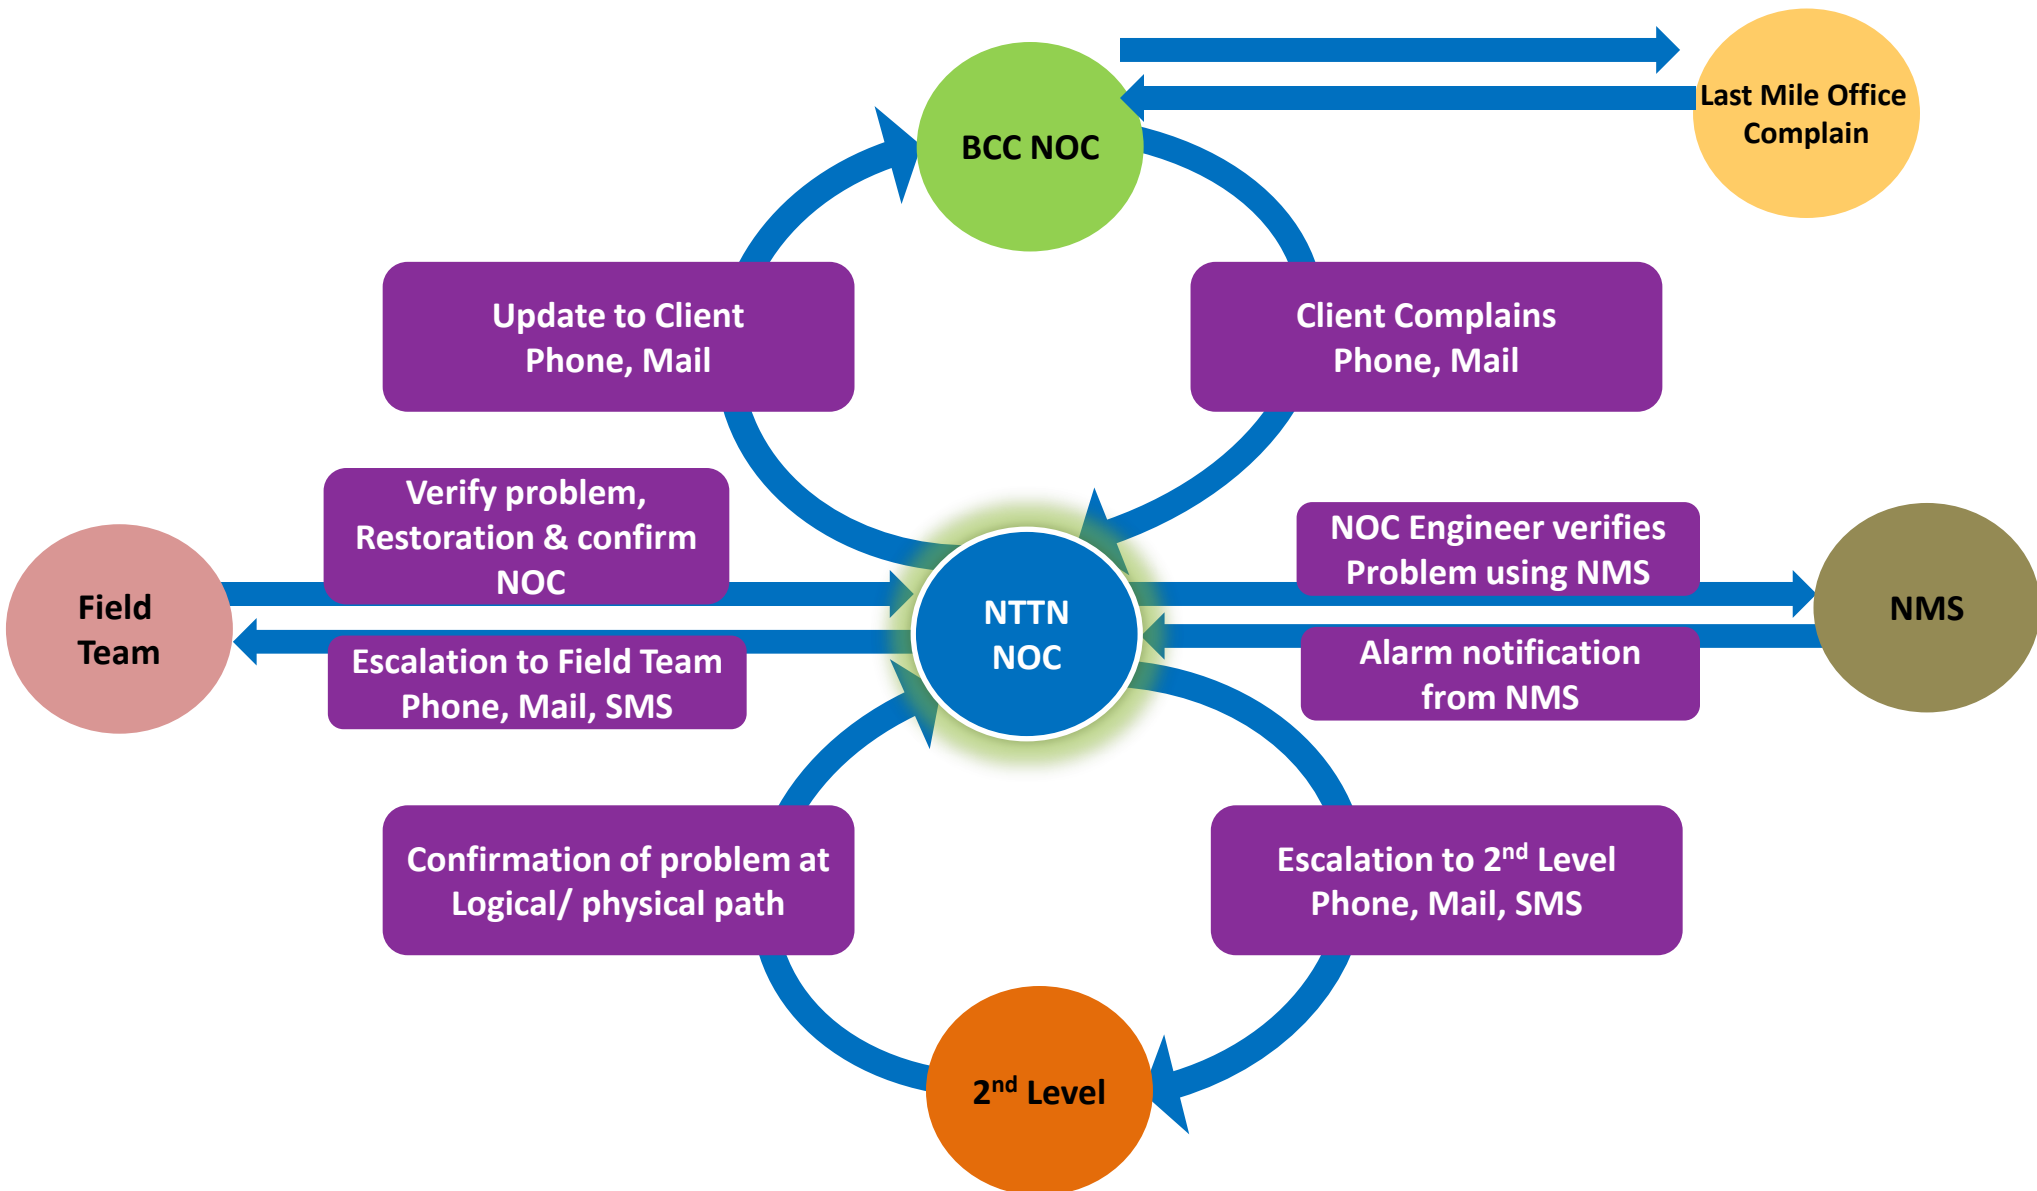 BCC NOC
Last Mile Office
Complain
Update to Client
Phone, Mail
Client Complains
Phone, Mail
Verify problem,
Restoration & confirm
NOC
NOC Engineer verifies
Problem using NMS
Field
Team
NTTN
NOC
NMS
Escalation to Field Team
Phone, Mail, SMS
Alarm notification
from NMS
Confirmation of problem at
Logical/ physical path
Escalation to 2nd Level
Phone, Mail, SMS
2nd Level